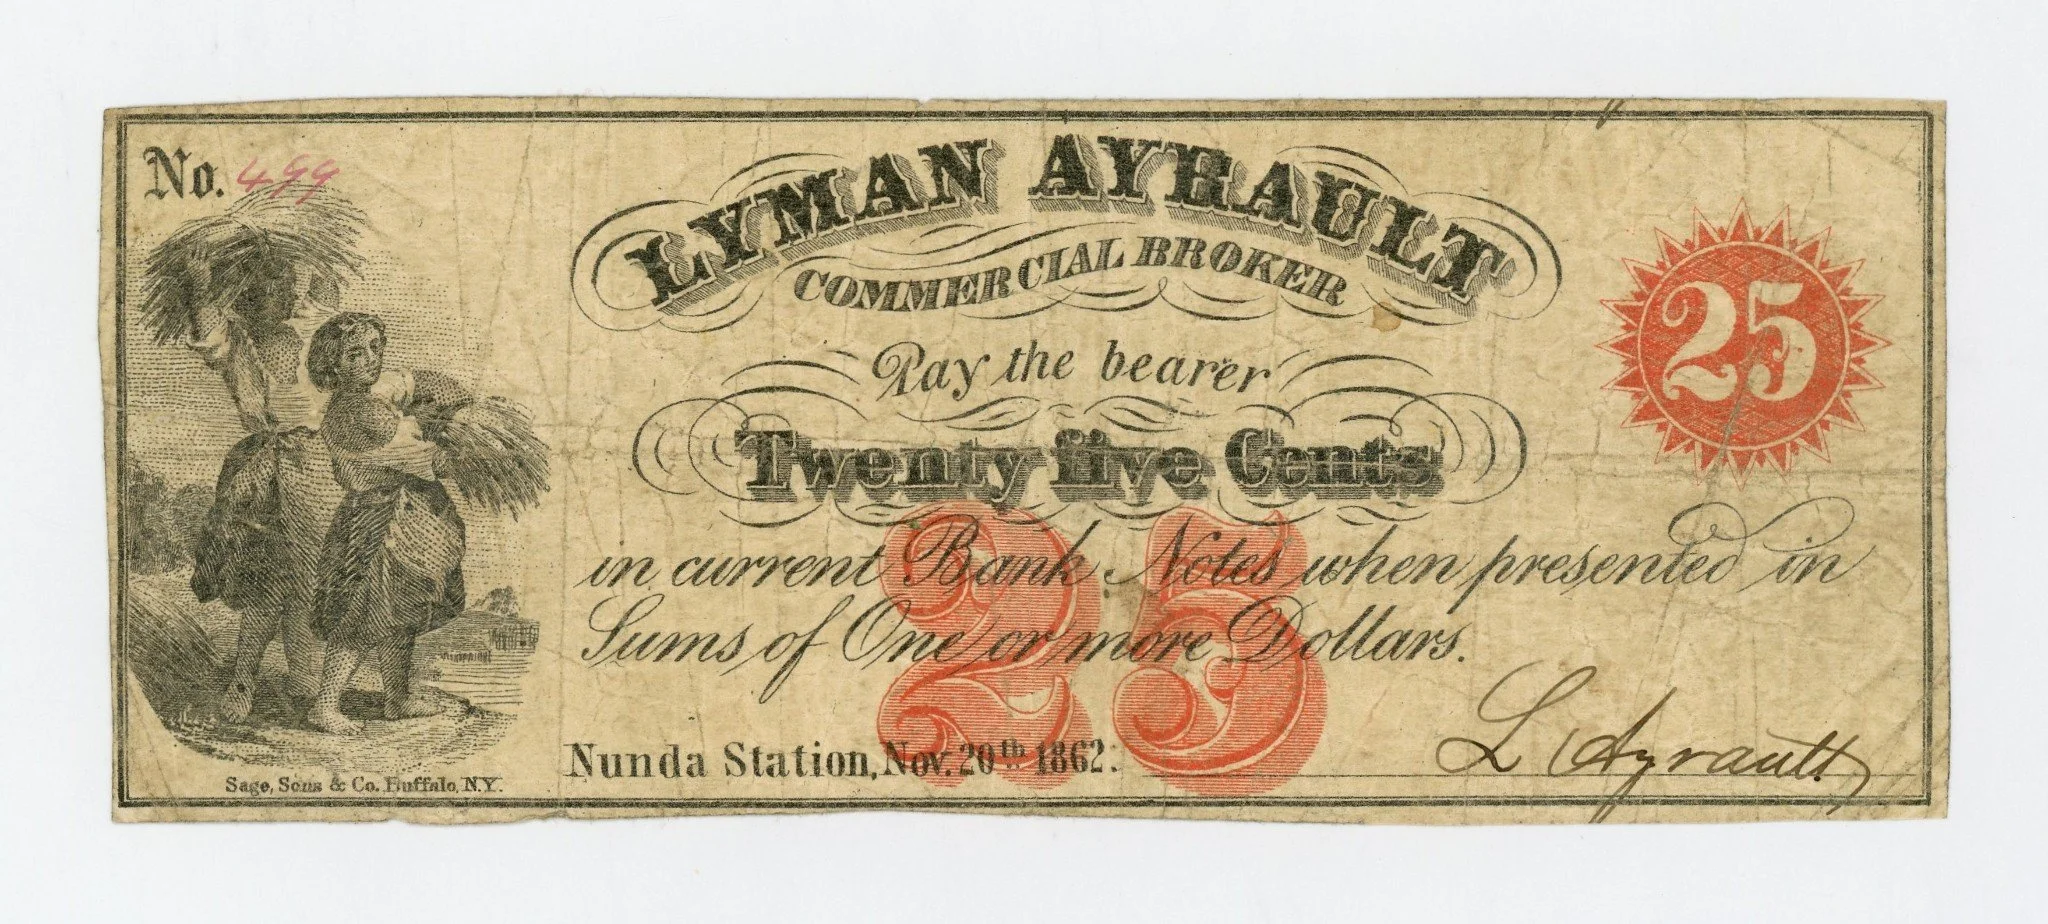 No. 499
LYMAN AYRAULT
COMMERCIAL BROKER
25
Pay the bearer
Twenty five Cents
25
in current Bank Notes when presented in
Sums of One or more Dollars.
L Ayrault
Nunda Station, Nov. 20th 1862.
Sage, Sons & Co. Buffalo, N.Y.